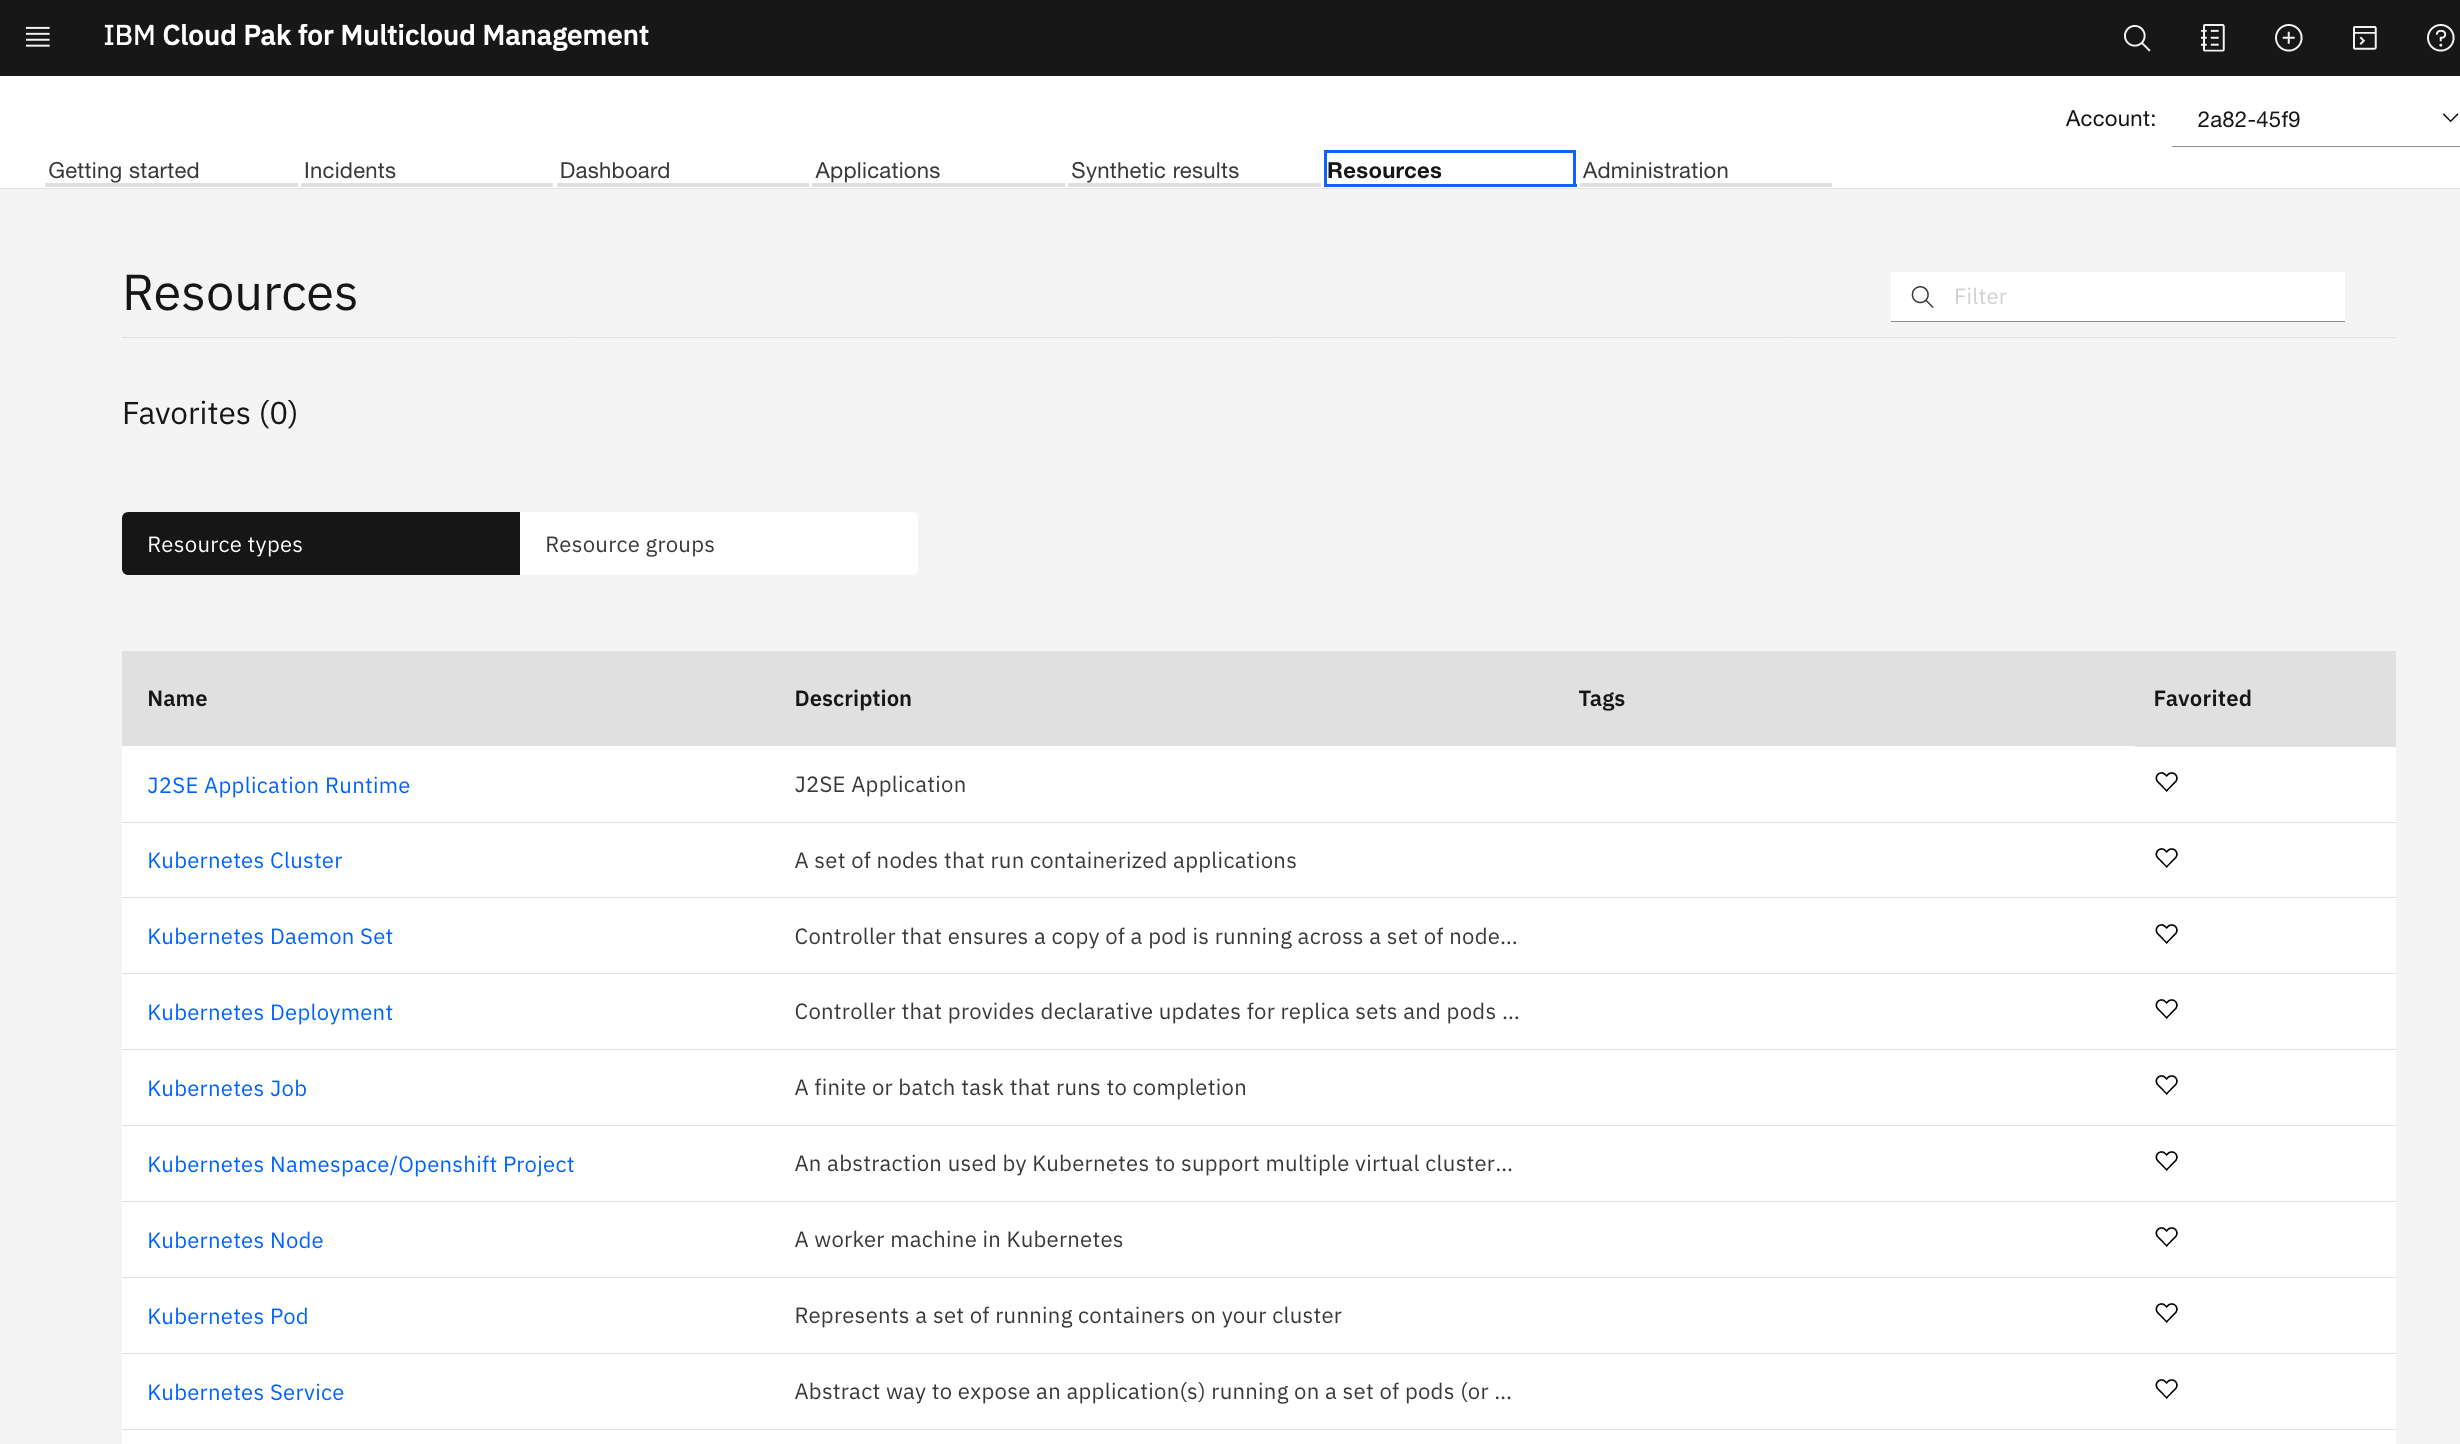 IBM Cloud Pak for Multicloud Management
Account: 2a82-45f9
Getting started Incidents Dashboard Applications Synthetic results Resources Administration
Resources
Filter
Favorites (0)
Resource types Resource groups
Name Description Tags Favorited
J2SE Application Runtime J2SE Application
Kubernetes Cluster A set of nodes that run containerized applications
Kubernetes Daemon Set Controller that ensures a copy of a pod is running across a set of node...
Kubernetes Deployment Controller that provides declarative updates for replica sets and pods ...
Kubernetes Job A finite or batch task that runs to completion
Kubernetes Namespace/Openshift Project An abstraction used by Kubernetes to support multiple virtual cluster...
Kubernetes Node A worker machine in Kubernetes
Kubernetes Pod Represents a set of running containers on your cluster
Kubernetes Service Abstract way to expose an application(s) running on a set of pods (or ...